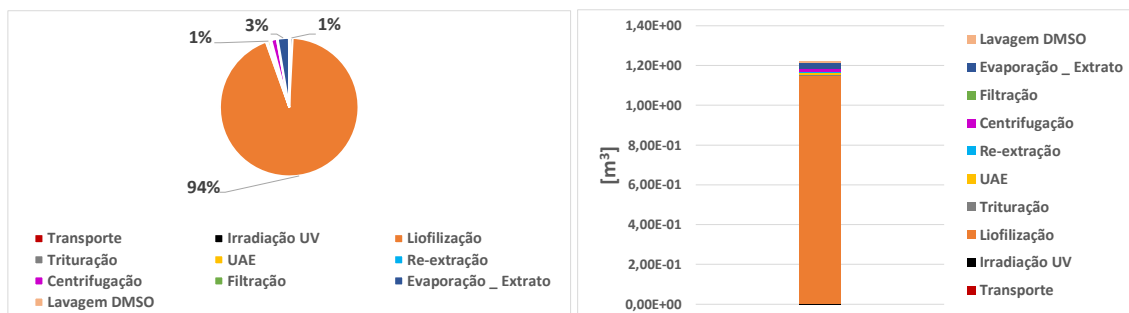 3%
1%
1%
94%
Transporte
Irradiação UV
Liofilização
Trituração
UAE
Re-extração
Centrifugação
Filtração
Evaporação _ Extrato
Lavagem DMSO
1,40E+00
1,20E+00
1,00E+00
8,00E-01
6,00E-01
4,00E-01
2,00E-01
0,00E+00
[m³]
Lavagem DMSO
Evaporação _ Extrato
Filtração
Centrifugação
Re-extração
UAE
Trituração
Liofilização
Irradiação UV
Transporte